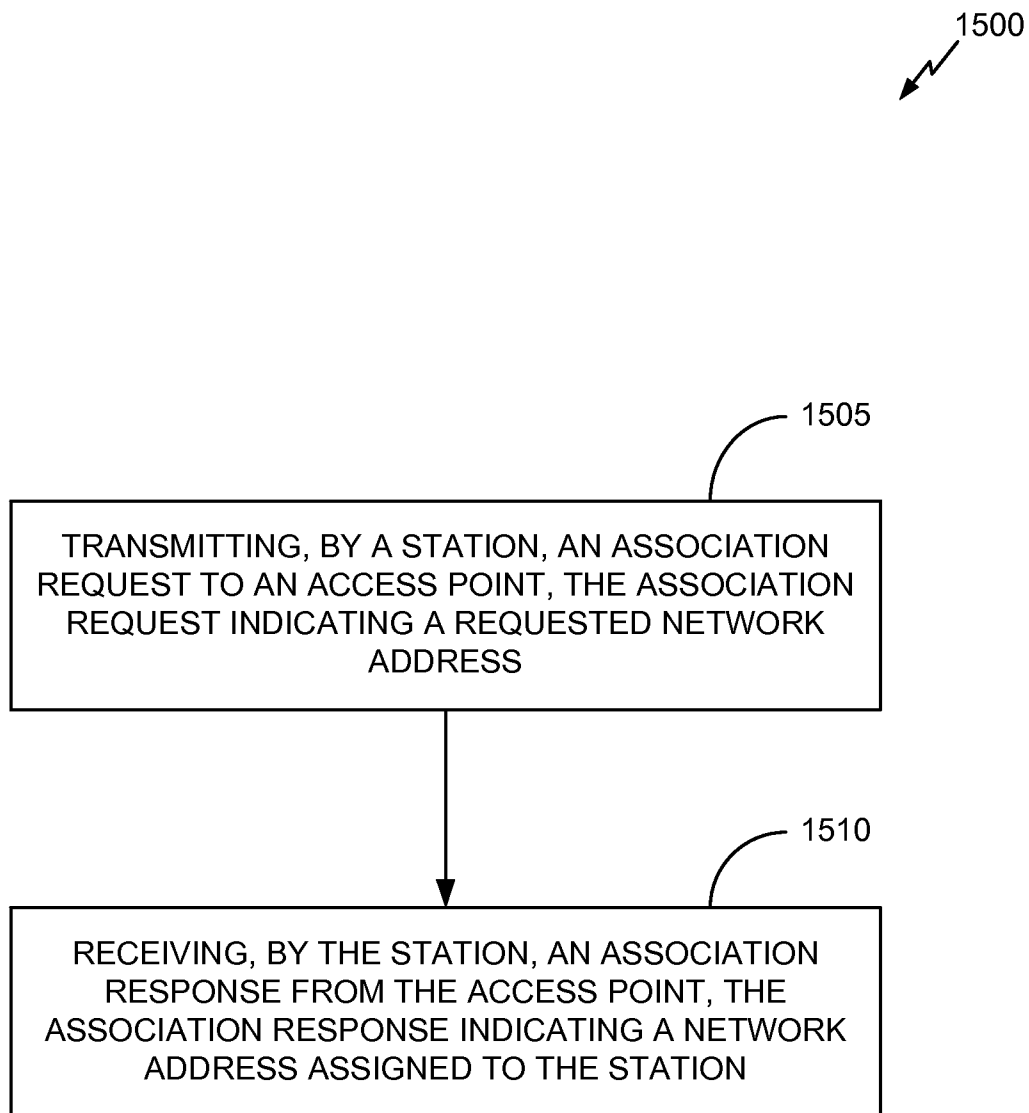 1500
1505
TRANSMITTING, BY A STATION, AN ASSOCIATION
REQUEST TO AN ACCESS POINT, THE ASSOCIATION
REQUEST INDICATING A REQUESTED NETWORK
ADDRESS
1510
RECEIVING, BY THE STATION, AN ASSOCIATION
RESPONSE FROM THE ACCESS POINT, THE
ASSOCIATION RESPONSE INDICATING A NETWORK
ADDRESS ASSIGNED TO THE STATION